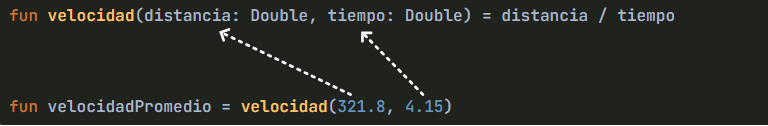 fun velocidad(distancia: Double, tiempo: Double) = distancia / tiempo
fun velocidadPromedio = velocidad(321.8, 4.15)